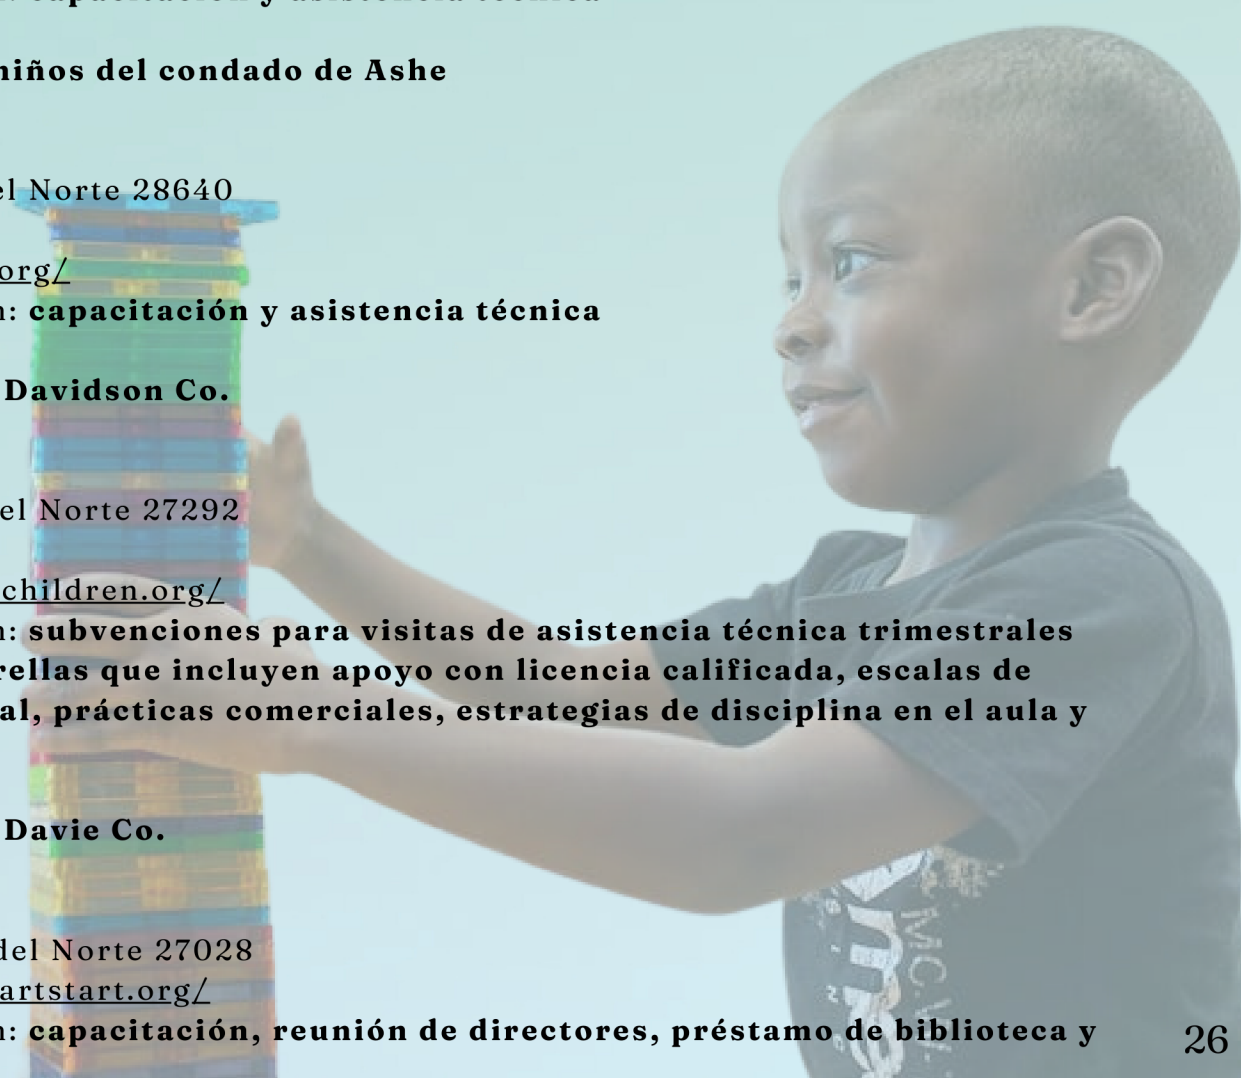 capacitación y asistencia técnica
niños del condado de Ashe
el Norte 28640
org/
n: capacitación y asistencia técnica
Davidson Co.
el Norte 27292
children.org/
n: subvenciones para visitas de asistencia técnica trimestrales
rellas que incluyen apoyo con licencia calificada, escalas de
al, prácticas comerciales, estrategias de disciplina en el aula y
Davie Co.
del Norte 27028
artstart.org/
n: capacitación, reunión de directores, préstamo de biblioteca y
26